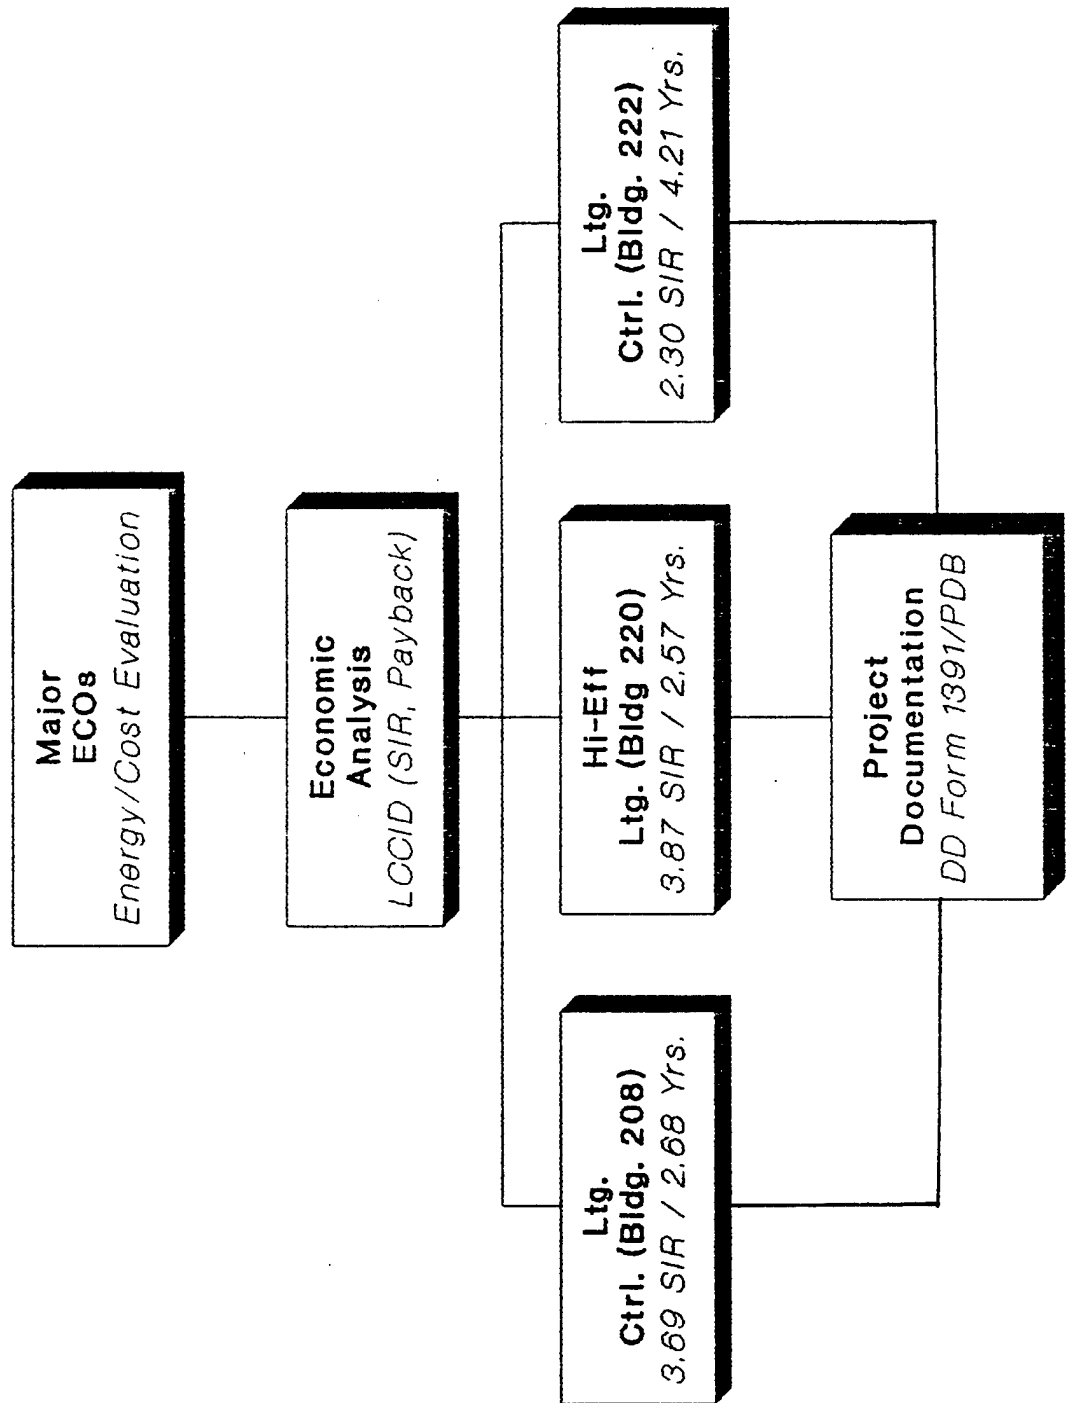 Major
ECOs
Energy/Cost Evaluation
Economic
Analysis
LCCID (SIR, Payback)
Ltg.
Ctrl. (Bldg. 208)
3.69 SIR / 2.68 Yrs.
Hi-Eff
Ltg. (Bldg 220)
3.87 SIR / 2.57 Yrs.
Ltg.
Ctrl. (Bldg. 222)
2.30 SIR / 4.21 Yrs.
Project
Documentation
DD Form 1391/PDB